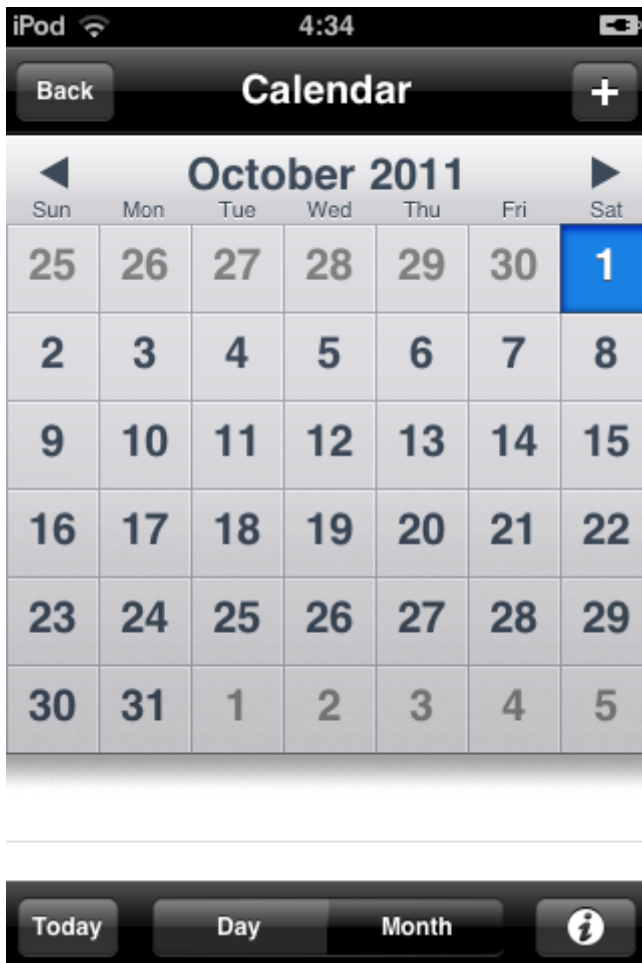 iPod 4:34
Back Calendar +
October 2011
Sun Mon Tue Wed Thu Fri Sat
25 26 27 28 29 30 1
2 3 4 5 6 7 8
9 10 11 12 13 14 15
16 17 18 19 20 21 22
23 24 25 26 27 28 29
30 31 1 2 3 4 5
Today Day Month i